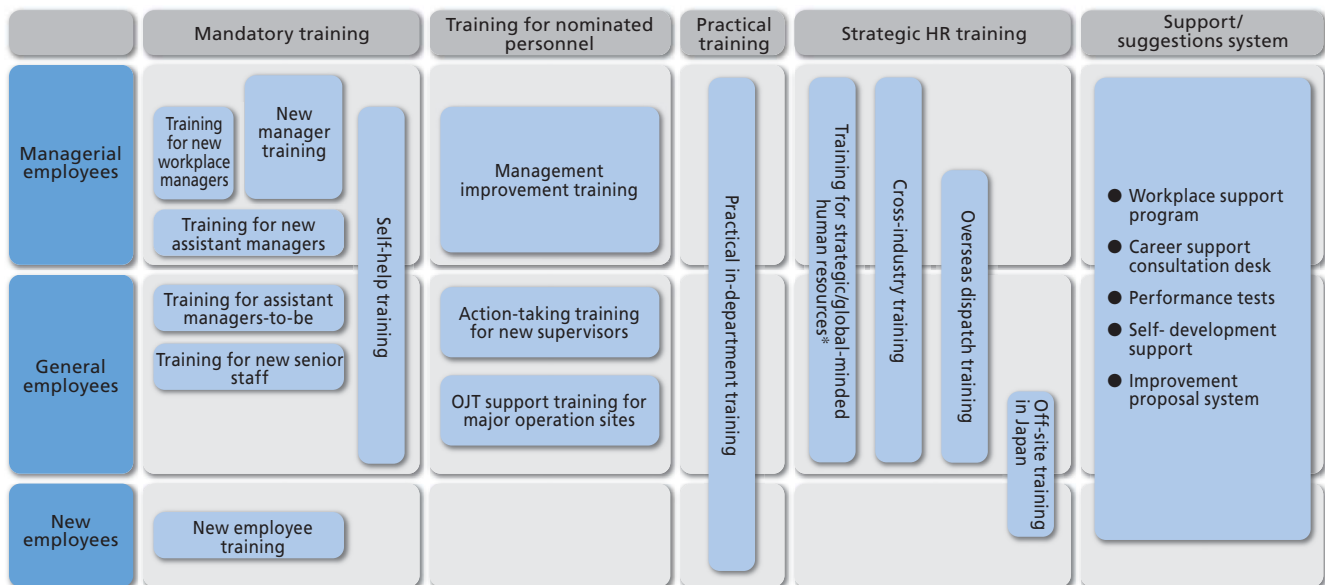 Mandatory training
Training for nominated
personnel
Practical
training
Strategic HR training
Support/
suggestions system
Managerial
employees
Training
for new
workplace
managers
New
manager
training
Training for new
assistant managers
Self-help training
Management
improvement training
Practical in-department training
Training for strategic/global-minded
human resources*
Cross-industry training
Overseas dispatch training
● Workplace support
program
● Career support
consultation desk
● Performance tests
● Self- development
support
● Improvement
proposal system
General
employees
Training for assistant
managers-to-be
Training for new senior
staff
Action-taking training
for new supervisors
OJT support training for
major operation sites
Off-site training
in Japan
New
employees
New employee
training